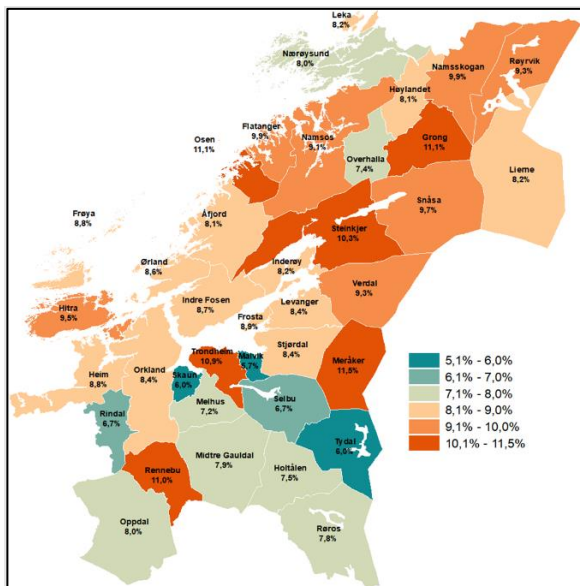 Leka
8,2%
Nærøysund
8,0%
Namsskogan
9,9%
Røyrvik
9,3%
Høylandet
8,1%
Osen
11,1%
Flatanger
9,9%
Namsos
9,1%
Grong
11,1%
Overhalla
7,4%
Lierne
8,2%
Snåsa
9,7%
Frøya
8,8%
Åfjord
8,1%
Steinkjer
10,3%
Ørland
8,6%
Inderøy
8,2%
Verdal
9,3%
Hitra
9,5%
Indre Fosen
8,7%
Levanger
8,4%
Frosta
8,9%
Stjørdal
8,4%
Trondheim
10,9%
Malvik
5,7%
Meråker
11,5%
Heim
8,8%
Orkland
8,4%
Skaun
6,0%
Melhus
7,2%
Selbu
6,7%
Rindal
6,7%
Tydal
6,0%
Midtre Gauldal
7,9%
Holtålen
7,5%
Rennebu
11,0%
Oppdal
8,0%
Røros
7,8%
5,1% - 6,0%
6,1% - 7,0%
7,1% - 8,0%
8,1% - 9,0%
9,1% - 10,0%
10,1% - 11,5%